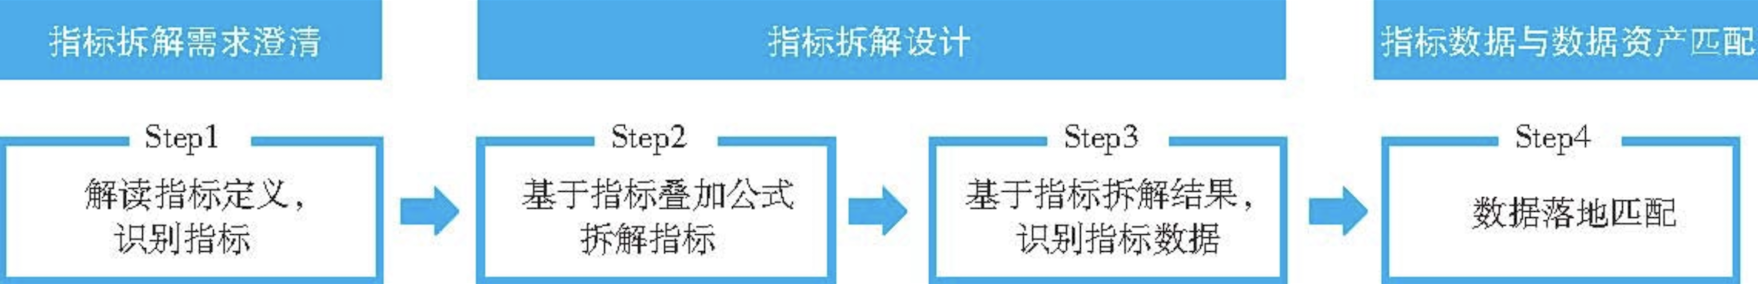 指标拆解需求澄清
指标拆解设计
指标数据与数据资产匹配
Step1
解读指标定义，
识别指标
Step2
基于指标叠加公式
拆解指标
Step3
基于指标拆解结果，
识别指标数据
Step4
数据落地匹配